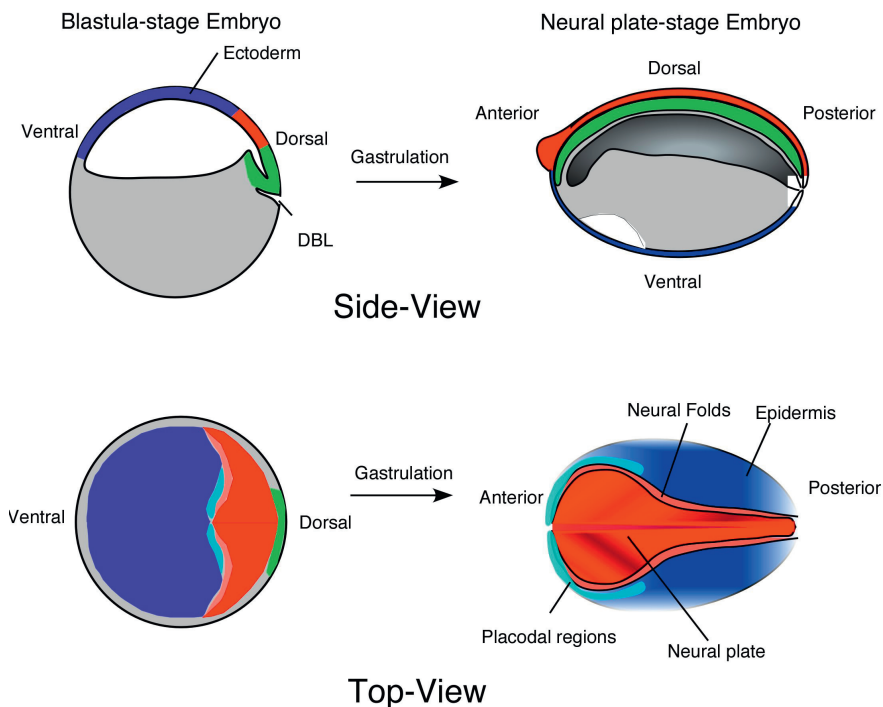 Blastula-stage Embryo
Neural plate-stage Embryo
Ectoderm
Dorsal
Ventral
Anterior
Posterior
Dorsal
Gastrulation
DBL
Ventral
Side-View
Neural Folds
Epidermis
Gastrulation
Anterior
Posterior
Ventral
Dorsal
Placodal regions
Neural plate
Top-View